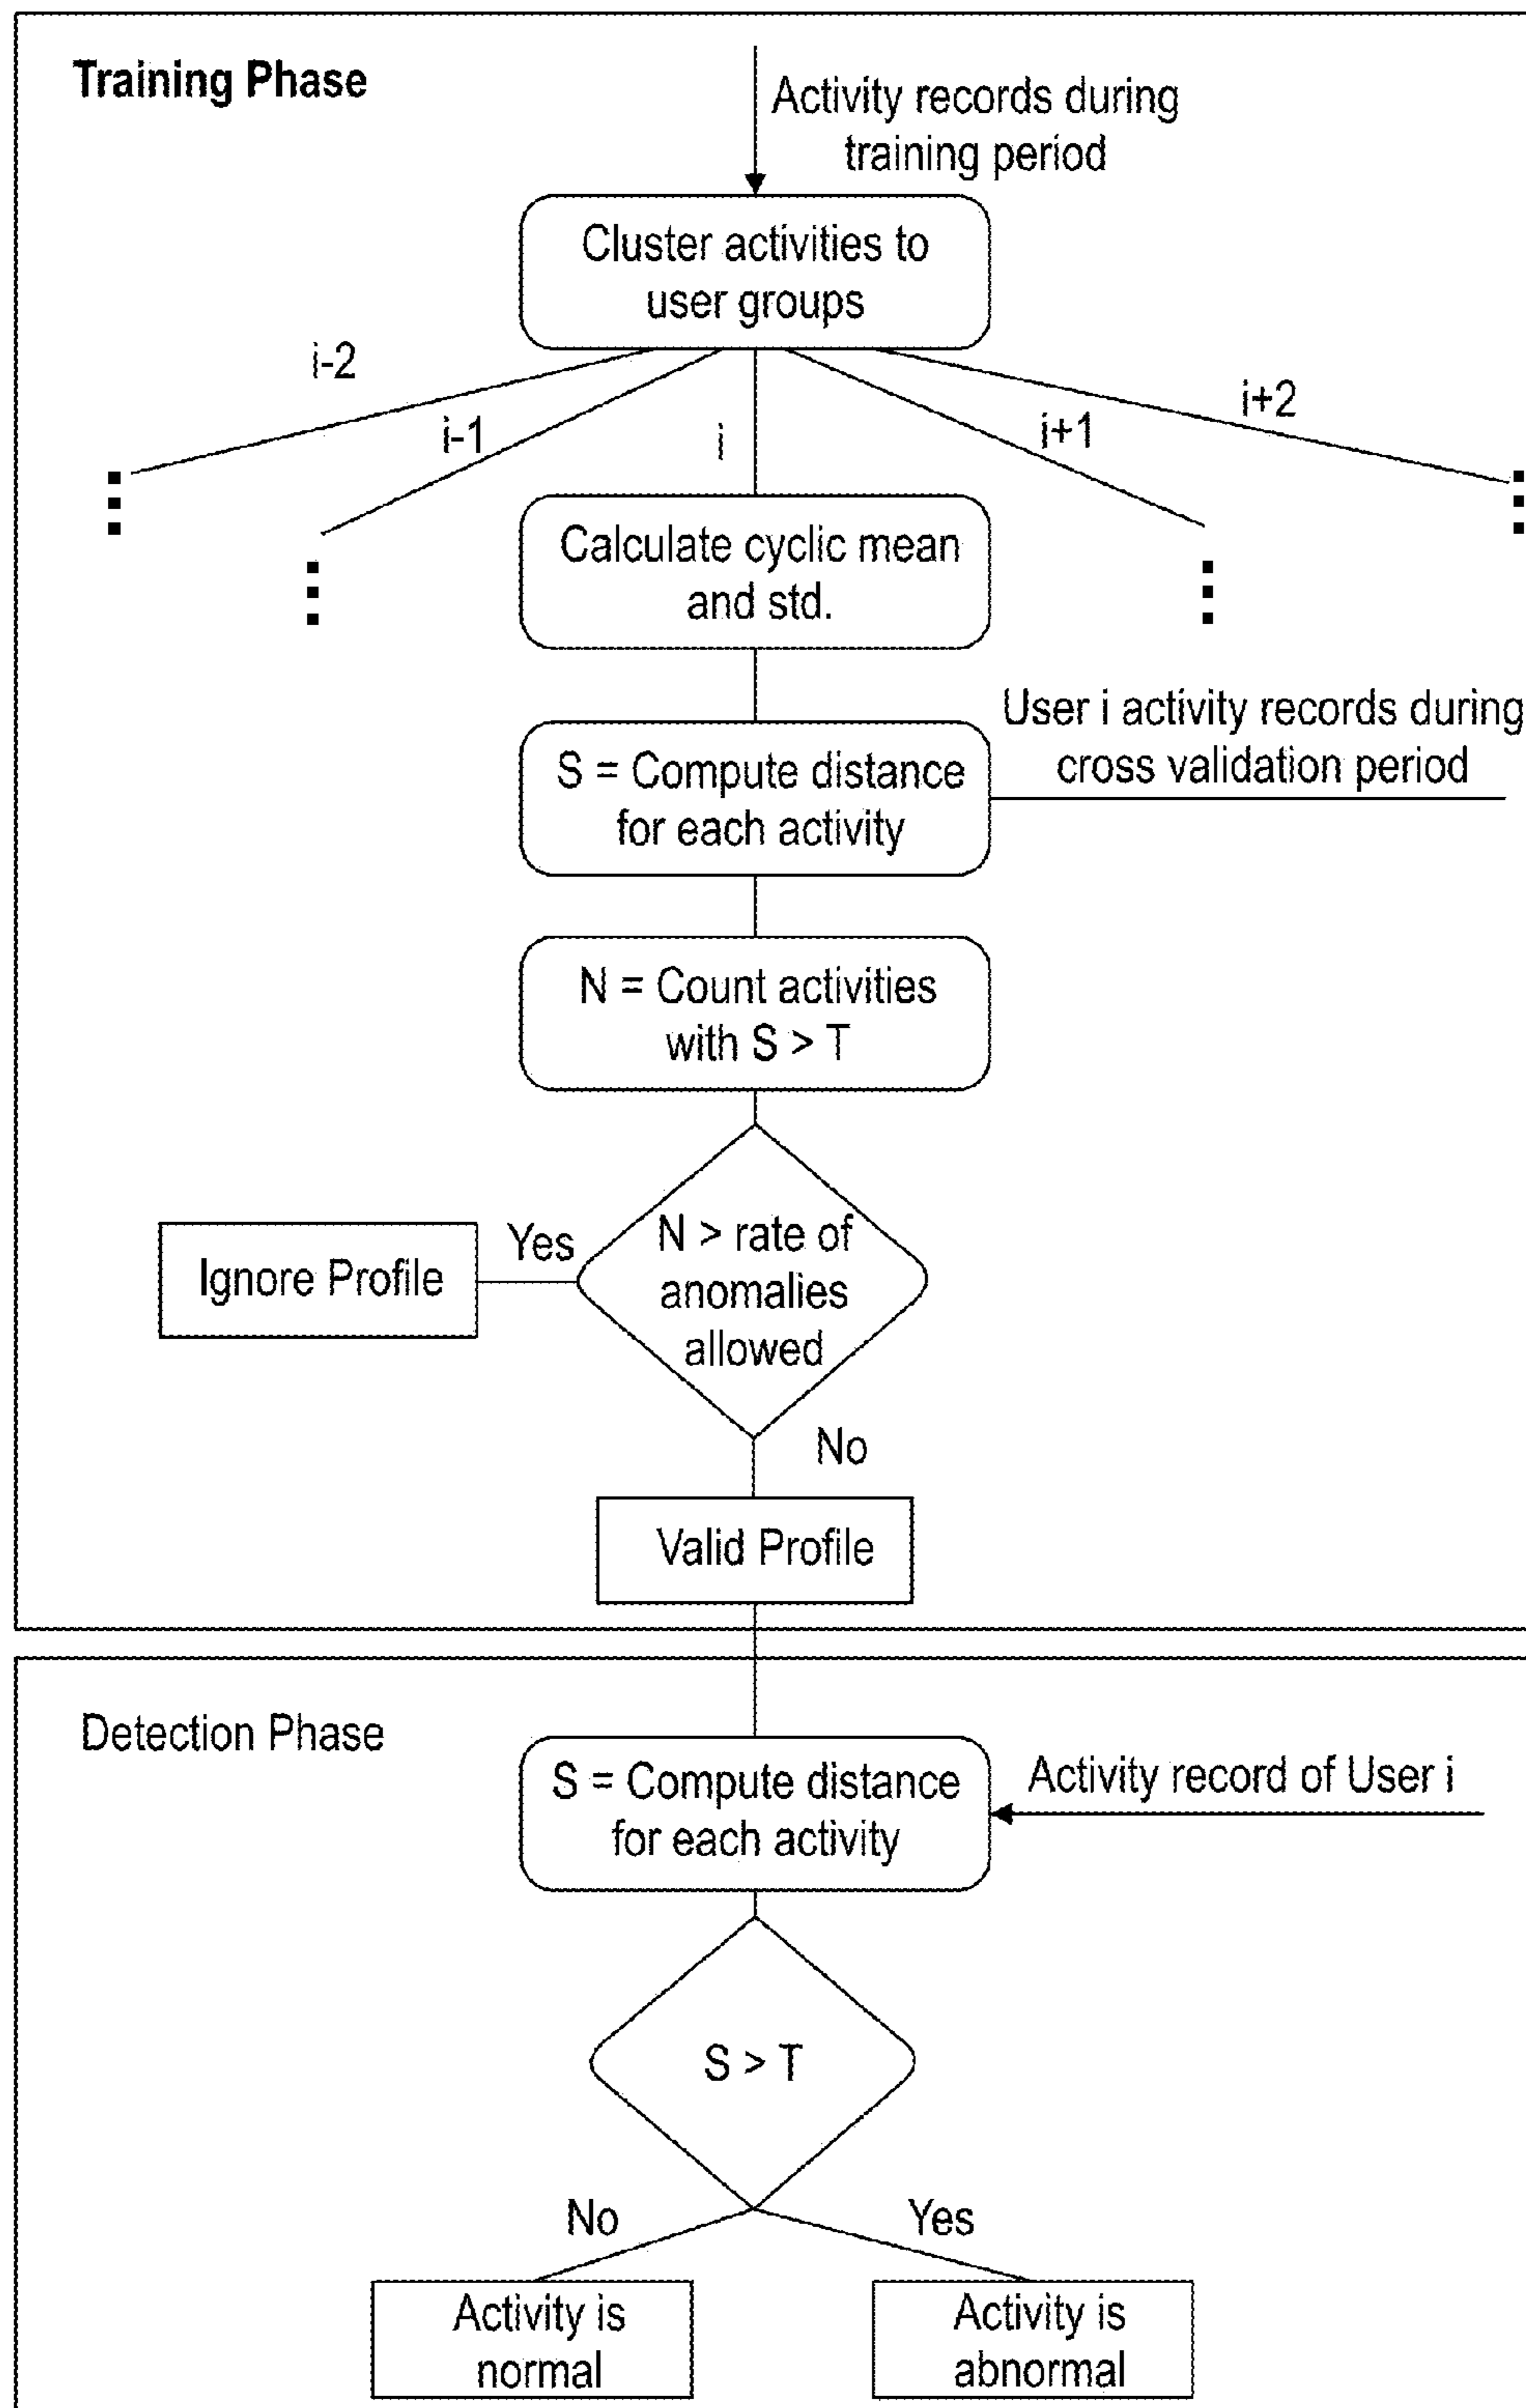 Training Phase
Activity records during
training period
Cluster activities to
user groups
i-2
i-1
i
i+1
i+2
Calculate cyclic mean
and std.
User i activity records during
cross validation period
S = Compute distance
for each activity
N = Count activities
with S > T
N > rate of
anomalies
allowed
Yes
Ignore Profile
No
Valid Profile
Detection Phase
S = Compute distance
for each activity
Activity record of User i
S > T
No
Yes
Activity is
normal
Activity is
abnormal